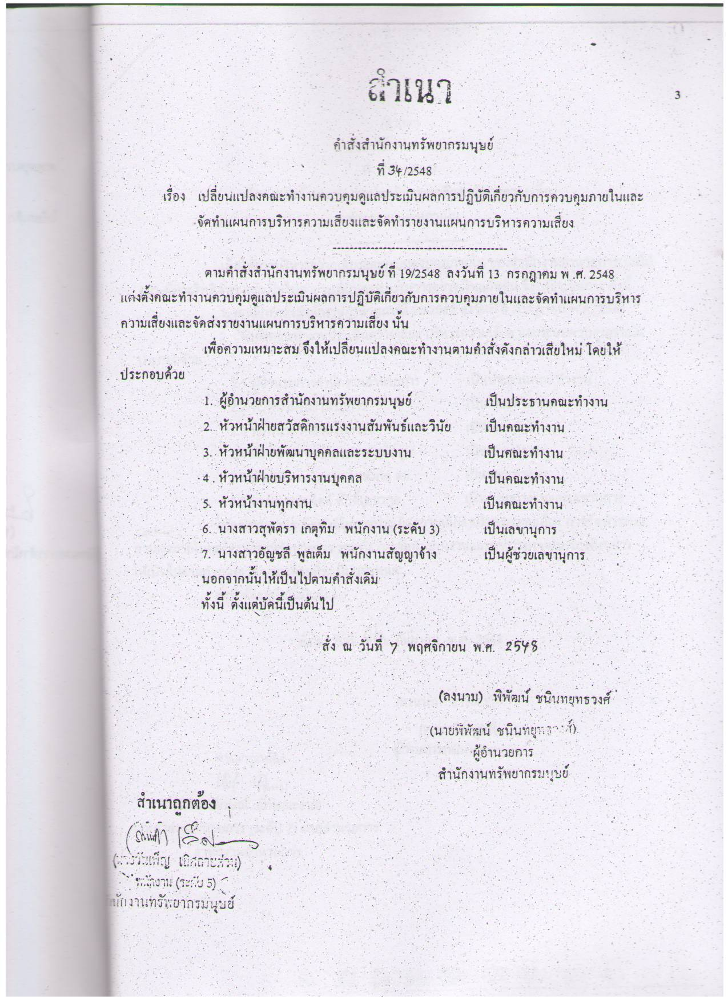 สำเนา
3
คำสั่งสำนักงานทรัพยากรมนุษย์
ที่ 34/2548
เรื่อง เปลี่ยนแปลงคณะทำงานควบคุมดูแลประเมินผลการปฏิบัติเกี่ยวกับการควบคุมภายในและ
จัดทำแผนการบริหารความเสี่ยงและจัดทำรายงานแผนการบริหารความเสี่ยง
------------------------------------------
ตามคำสั่งสำนักงานทรัพยากรมนุษย์ ที่ 19/2548 ลงวันที่ 13 กรกฎาคม พ .ศ. 2548
แต่งตั้งคณะทำงานควบคุมดูแลประเมินผลการปฏิบัติเกี่ยวกับการควบคุมภายในและจัดทำแผนการบริหาร
ความเสี่ยงและจัดส่งรายงานแผนการบริหารความเสี่ยง นั้น
เพื่อความเหมาะสม จึงให้เปลี่ยนแปลงคณะทำงานตามคำสั่งดังกล่าวเสียใหม่ โดยให้
ประกอบด้วย
1. ผู้อำนวยการสำนักงานทรัพยากรมนุษย์ เป็นประธานคณะทำงาน
2. หัวหน้าฝ่ายสวัสดิการแรงงานสัมพันธ์และวินัย เป็นคณะทำงาน
3. หัวหน้าฝ่ายพัฒนาบุคคลและระบบงาน เป็นคณะทำงาน
4 . หัวหน้าฝ่ายบริหารงานบุคคล เป็นคณะทำงาน
5. หัวหน้างานทุกงาน เป็นคณะทำงาน
6. นางสาวสุพัตรา เกตุทิม พนักงาน (ระดับ 3) เป็นเลขานุการ
7. นางสาวอัญชลี พูลเต็ม พนักงานสัญญาจ้าง เป็นผู้ช่วยเลขานุการ
นอกจากนั้นให้เป็นไปตามคำสั่งเดิม
ทั้งนี้ ตั้งแต่บัดนี้เป็นต้นไป
สั่ง ณ วันที่ 7 พฤศจิกายน พ.ศ. 2548
(ลงนาม) พิพัฒน์ ชนินทยุทธวงศ์
(นายพิพัฒน์ ชนินทยุทธวงศ์)
ผู้อำนวยการ
สำนักงานทรัพยากรมนุษย์
สำเนาถูกต้อง
(นางวันเพ็ญ
พนักงาน (ระดับ 5)
สำนักงานทรัพยากรมนุษย์